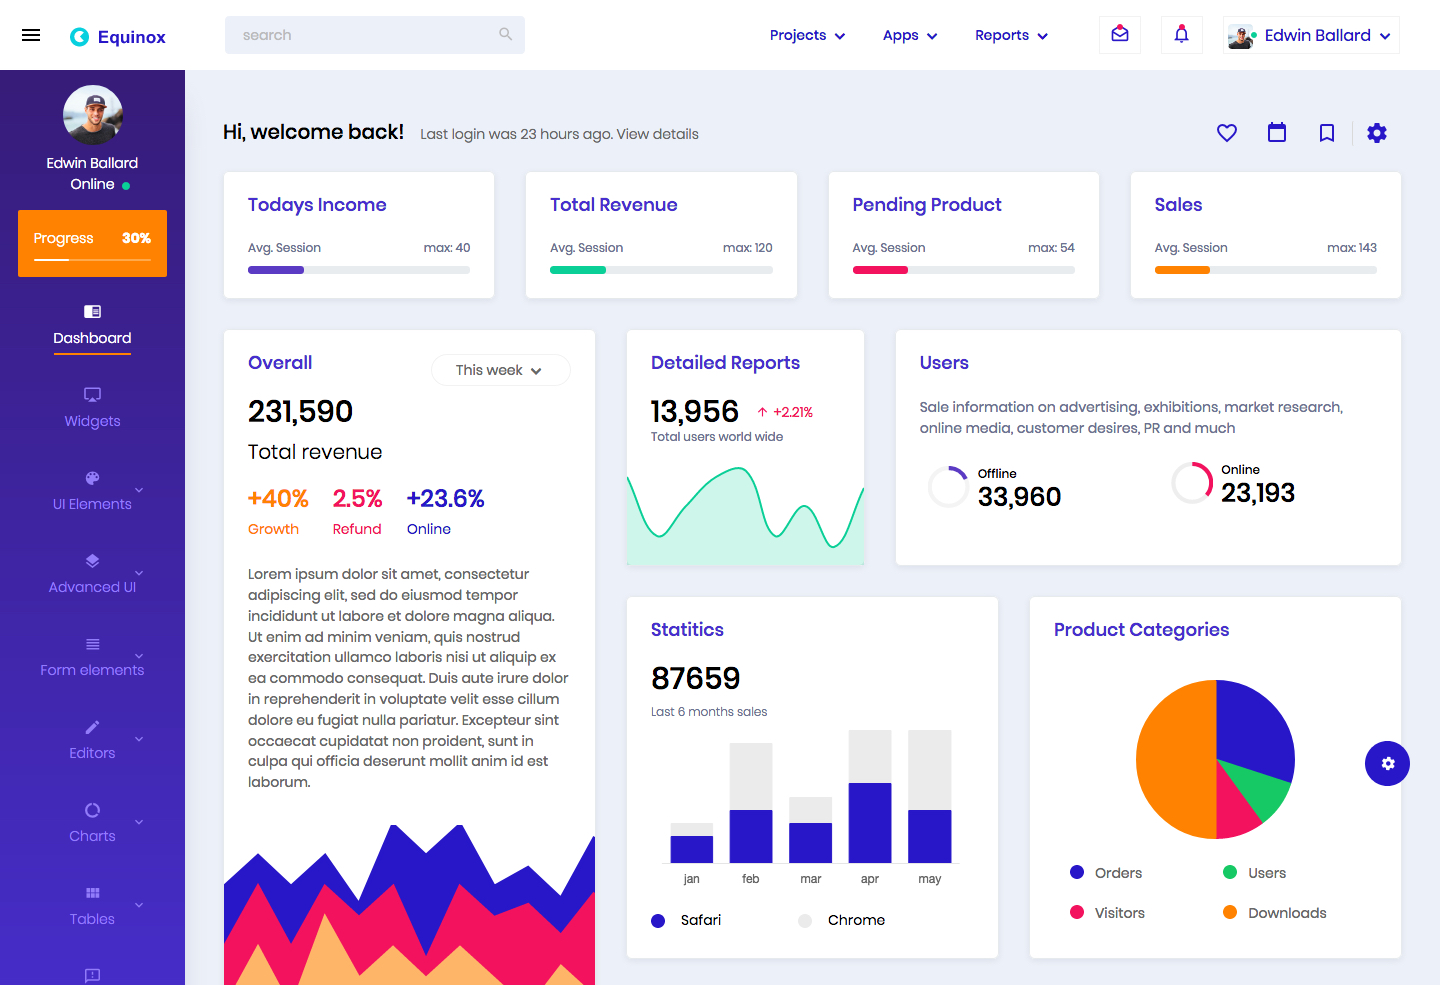 Equinox
search
Projects
Apps
Reports
Edwin Ballard
Edwin Ballard
Online
Progress 30%
Dashboard
Widgets
UI Elements
Advanced UI
Form elements
Editors
Charts
Tables
Hi, welcome back! Last login was 23 hours ago. View details
Todays Income
Avg. Session max: 40
Total Revenue
Avg. Session max: 120
Pending Product
Avg. Session max: 54
Sales
Avg. Session max: 143
Overall
This week
231,590
Total revenue
+40% 2.5% +23.6%
Growth Refund Online
Lorem ipsum dolor sit amet, consectetur
adipiscing elit, sed do eiusmod tempor
incididunt ut labore et dolore magna aliqua.
Ut enim ad minim veniam, quis nostrud
exercitation ullamco laboris nisi ut aliquip ex
ea commodo consequat. Duis aute irure dolor
in reprehenderit in voluptate velit esse cillum
dolore eu fugiat nulla pariatur. Excepteur sint
occaecat cupidatat non proident, sunt in
culpa qui officia deserunt mollit anim id est
laborum.
Detailed Reports
13,956 +2.21%
Total users world wide
Users
Sale information on advertising, exhibitions, market research,
online media, customer desires, PR and much
Offline
33,960
Online
23,193
Statitics
87659
Last 6 months sales
jan feb mar apr may
Safari Chrome
Product Categories
Orders Users
Visitors Downloads